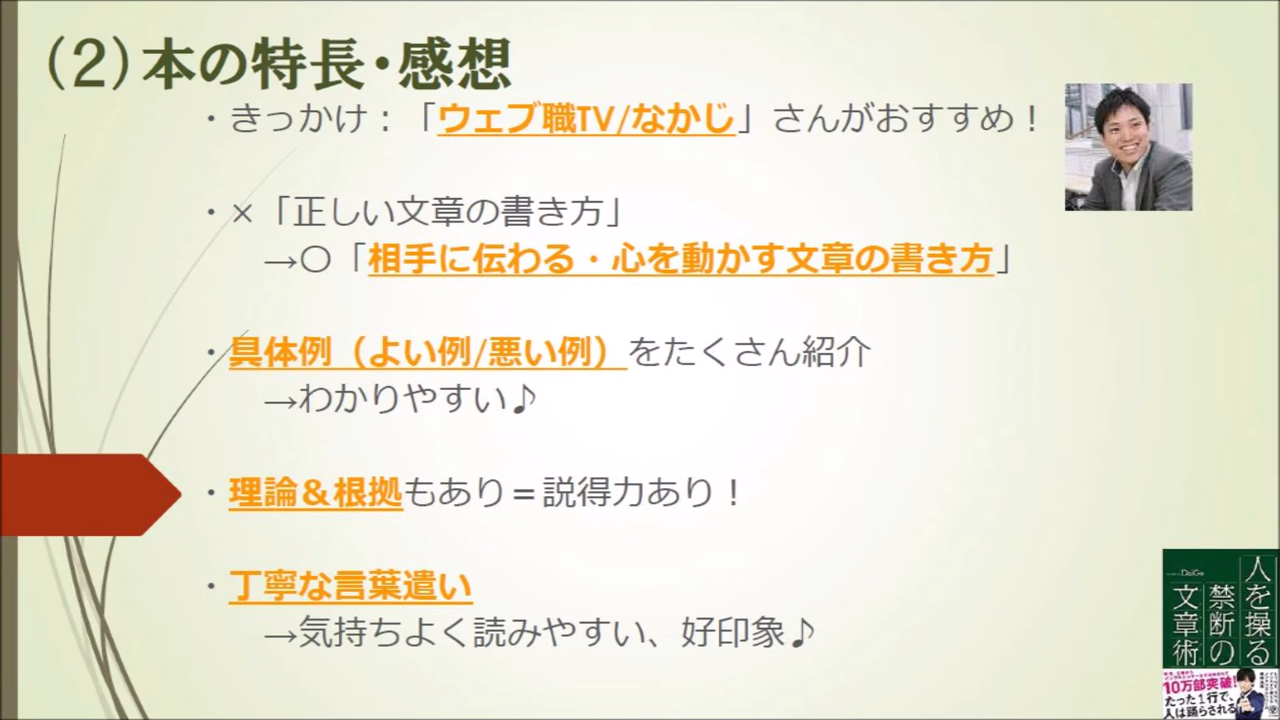 (2)本の特長・感想
・きっかけ：「ウェブ職TV/なかじ」さんがおすすめ！
・×「正しい文章の書き方」
→〇「相手に伝わる・心を動かす文章の書き方」
・具体例（よい例/悪い例）をたくさん紹介
→わかりやすい♪
・理論＆根拠もあり＝説得力あり！
・丁寧な言葉遣い
→気持ちよく読みやすい、好印象♪
人を操る
禁断の
文章術
DaiGo
10万部突破!
たった1行で、
人は踊らされる